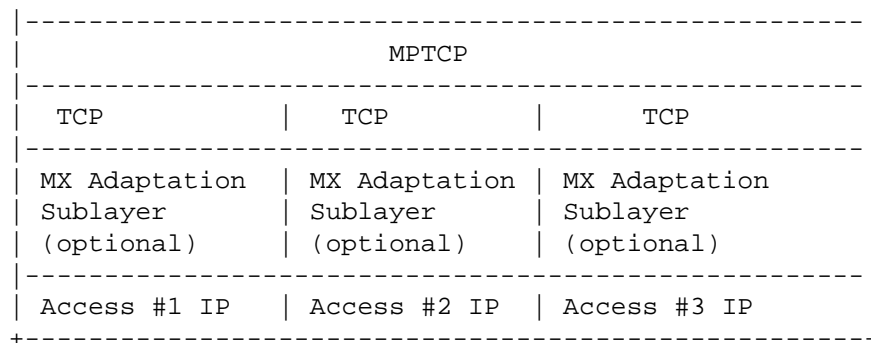 |-----------------------------------------------------
| MPTCP
|-----------------------------------------------------
| TCP | TCP | TCP
|-----------------------------------------------------
| MX Adaptation | MX Adaptation | MX Adaptation
| Sublayer | Sublayer | Sublayer
| (optional) | (optional) | (optional)
|-----------------------------------------------------
| Access #1 IP | Access #2 IP | Access #3 IP
+------------------------------------------------------